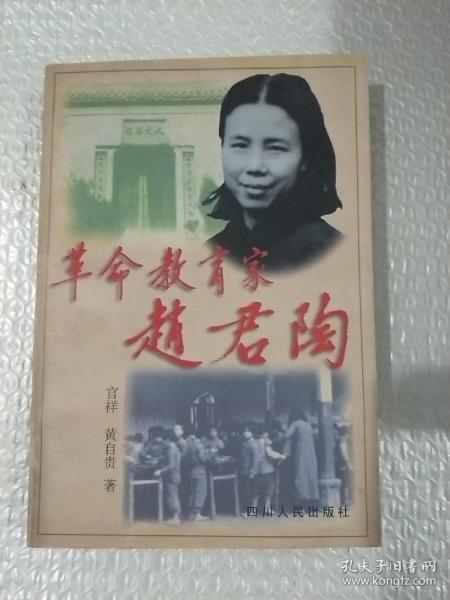 革命教育家
趙君陶
官祥 黄自贵 著
四川人民出版社
孔夫子旧书网
www.kongfz.com